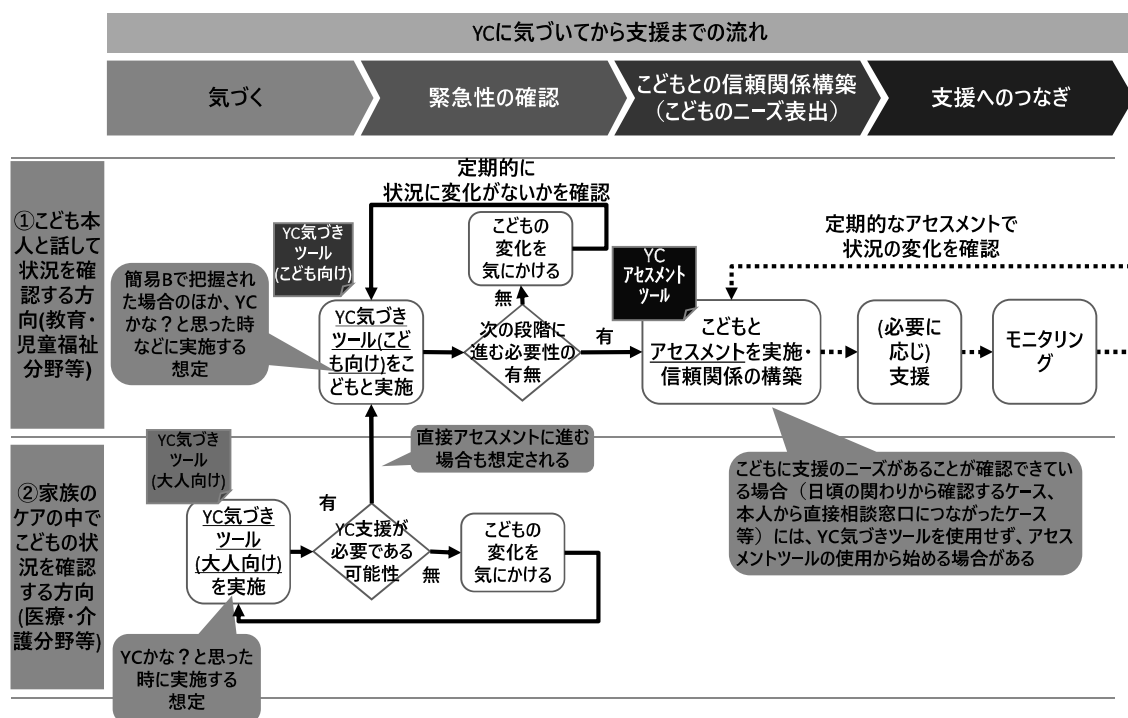 YCに気づいてから支援までの流れ
気づく
緊急性の確認
こどもとの信頼関係構築
（こどものニーズ表出）
支援へのつなぎ
①こども本
人と話して
状況を確
認する方
向(教育・
児童福祉
分野等)
定期的に
状況に変化がないかを確認
YC気づき
ツール
(こども向け)
簡易Bで把握され
た場合のほか、YC
かな？と思った時
などに実施する
想定
YC気づき
ツール(こど
も向け)をこ
どもと実施
こどもの
変化を
気にかける
無
次の段階に
進む必要性の
有無
有
YC
アセスメント
ツール
こどもと
アセスメントを実施・
信頼関係の構築
定期的なアセスメントで
状況の変化を確認
(必要に
応じ)
支援
モニタリン
グ
②家族の
ケアの中で
こどもの状
況を確認
する方向
(医療・介
護分野等)
YC気づき
ツール
(大人向け)
直接アセスメントに進む
場合も想定される
YC気づき
ツール
(大人向け)
を実施
有
YC支援が
必要である
可能性
無
こどもの
変化を
気にかける
YCかな？と思った
時に実施する
想定
こどもに支援のニーズがあることが確認できてい
る場合（日頃の関わりから確認するケース、
本人から直接相談窓口につながったケース
等）には、YC気づきツールを使用せず、アセス
メントツールの使用から始める場合がある